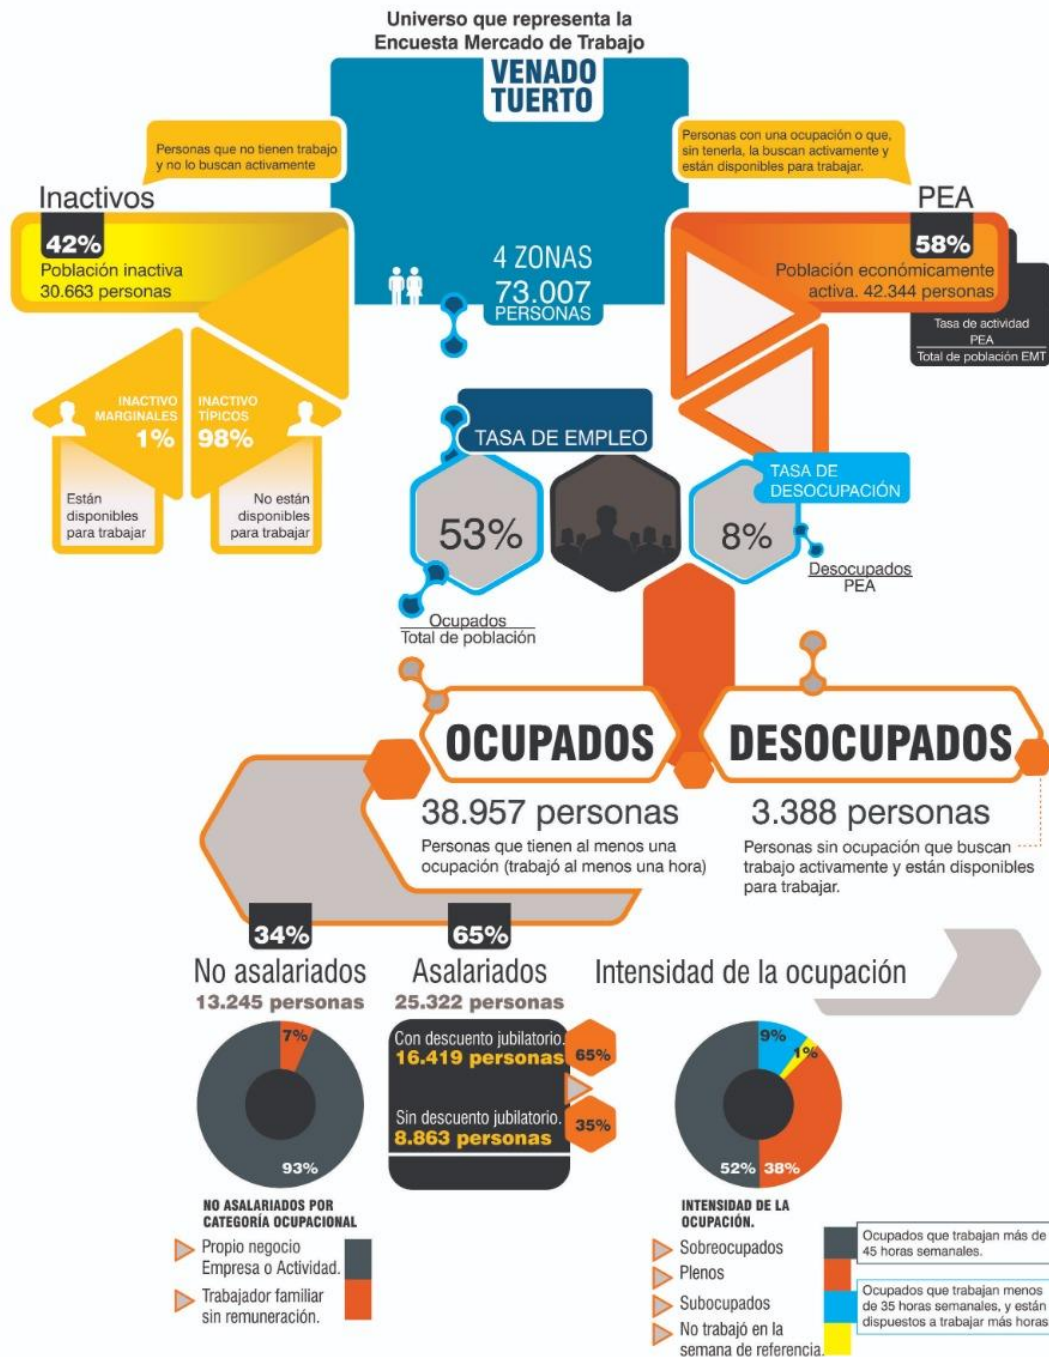 Universo que representa la
Encuesta Mercado de Trabajo
VENADO
TUERTO
Personas que no tienen trabajo
y no lo buscan activamente
Personas con una ocupación o que,
sin tenerla, la buscan activamente y
están disponibles para trabajar.
Inactivos
42%
Población inactiva
30.663 personas
4 ZONAS
73.007
PERSONAS
PEA
58%
Población económicamente
activa. 42.344 personas
Tasa de actividad
PEA
Total de población EMT
INACTIVO
MARGINALES
1%
INACTIVO
TÍPICOS
98%
Están
disponibles
para trabajar
No están
disponibles
para trabajar
TASA DE EMPLEO
53%
Ocupados
Total de población
TASA DE
DESOCUPACIÓN
8%
Desocupados
PEA
OCUPADOS
38.957 personas
Personas que tienen al menos una
ocupación (trabajó al menos una hora)
DESOCUPADOS
3.388 personas
Personas sin ocupación que buscan
trabajo activamente y están disponibles
para trabajar.
34%
No asalariados
13.245 personas
65%
Asalariados
25.322 personas
Intensidad de la ocupación
7%
93%
Con descuento jubilatorio.
16.419 personas
65%
Sin descuento jubilatorio.
8.863 personas
35%
9%
1%
52%
38%
NO ASALARIADOS POR
CATEGORÍA OCUPACIONAL
Propio negocio
Empresa o Actividad.
Trabajador familiar
sin remuneración.
INTENSIDAD DE LA
OCUPACIÓN.
Sobreocupados
Plenos
Subocupados
No trabajó en la
semana de referencia.
Ocupados que trabajan más de
45 horas semanales.
Ocupados que trabajan menos
de 35 horas semanales, y están
dispuestos a trabajar más horas